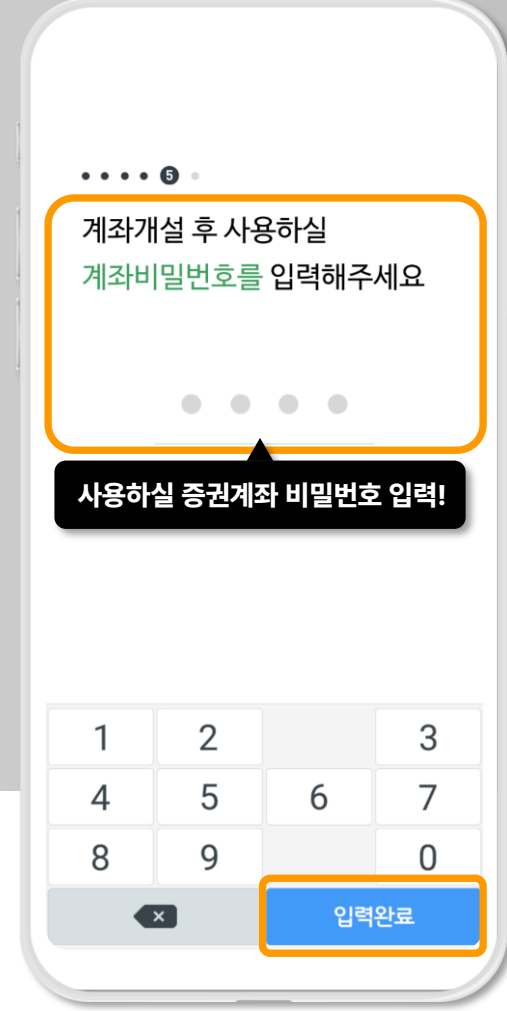 5
계좌개설 후 사용하실
계좌비밀번호를 입력해주세요
사용하실 증권계좌 비밀번호 입력!
1 2 3
4 5 6 7
8 9 0
입력완료